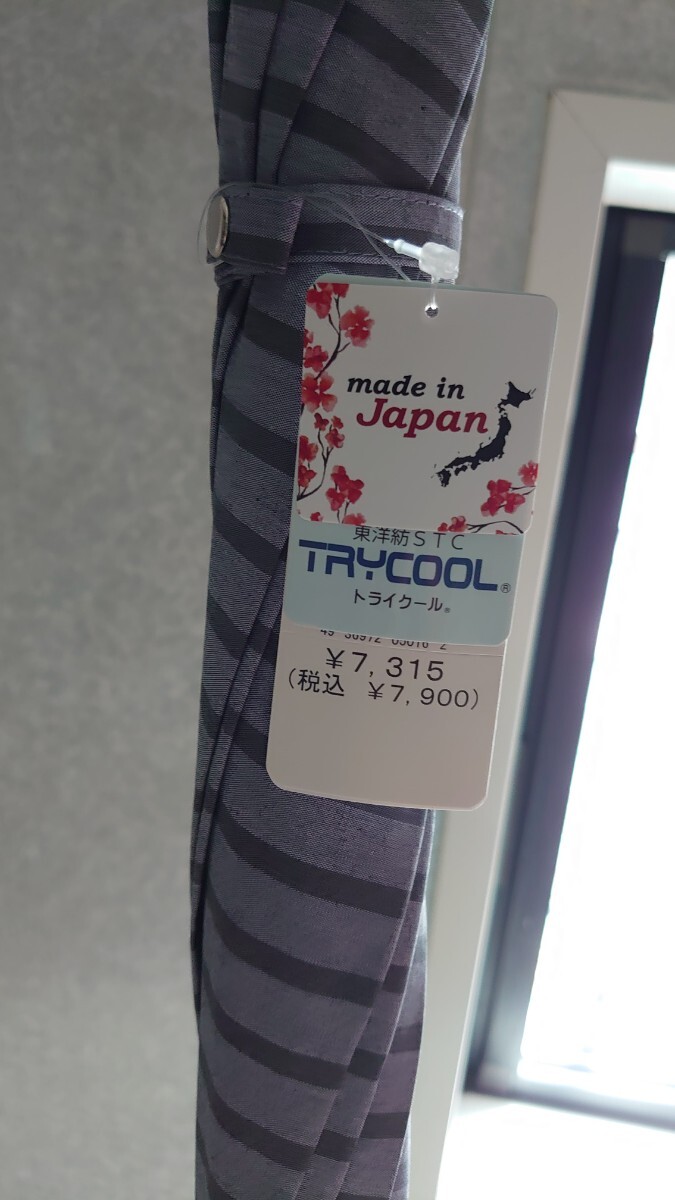 made in
Japan
東洋紡STC
TRYCOOL®
トライクール®
¥7,315
(税込 ¥7,900)